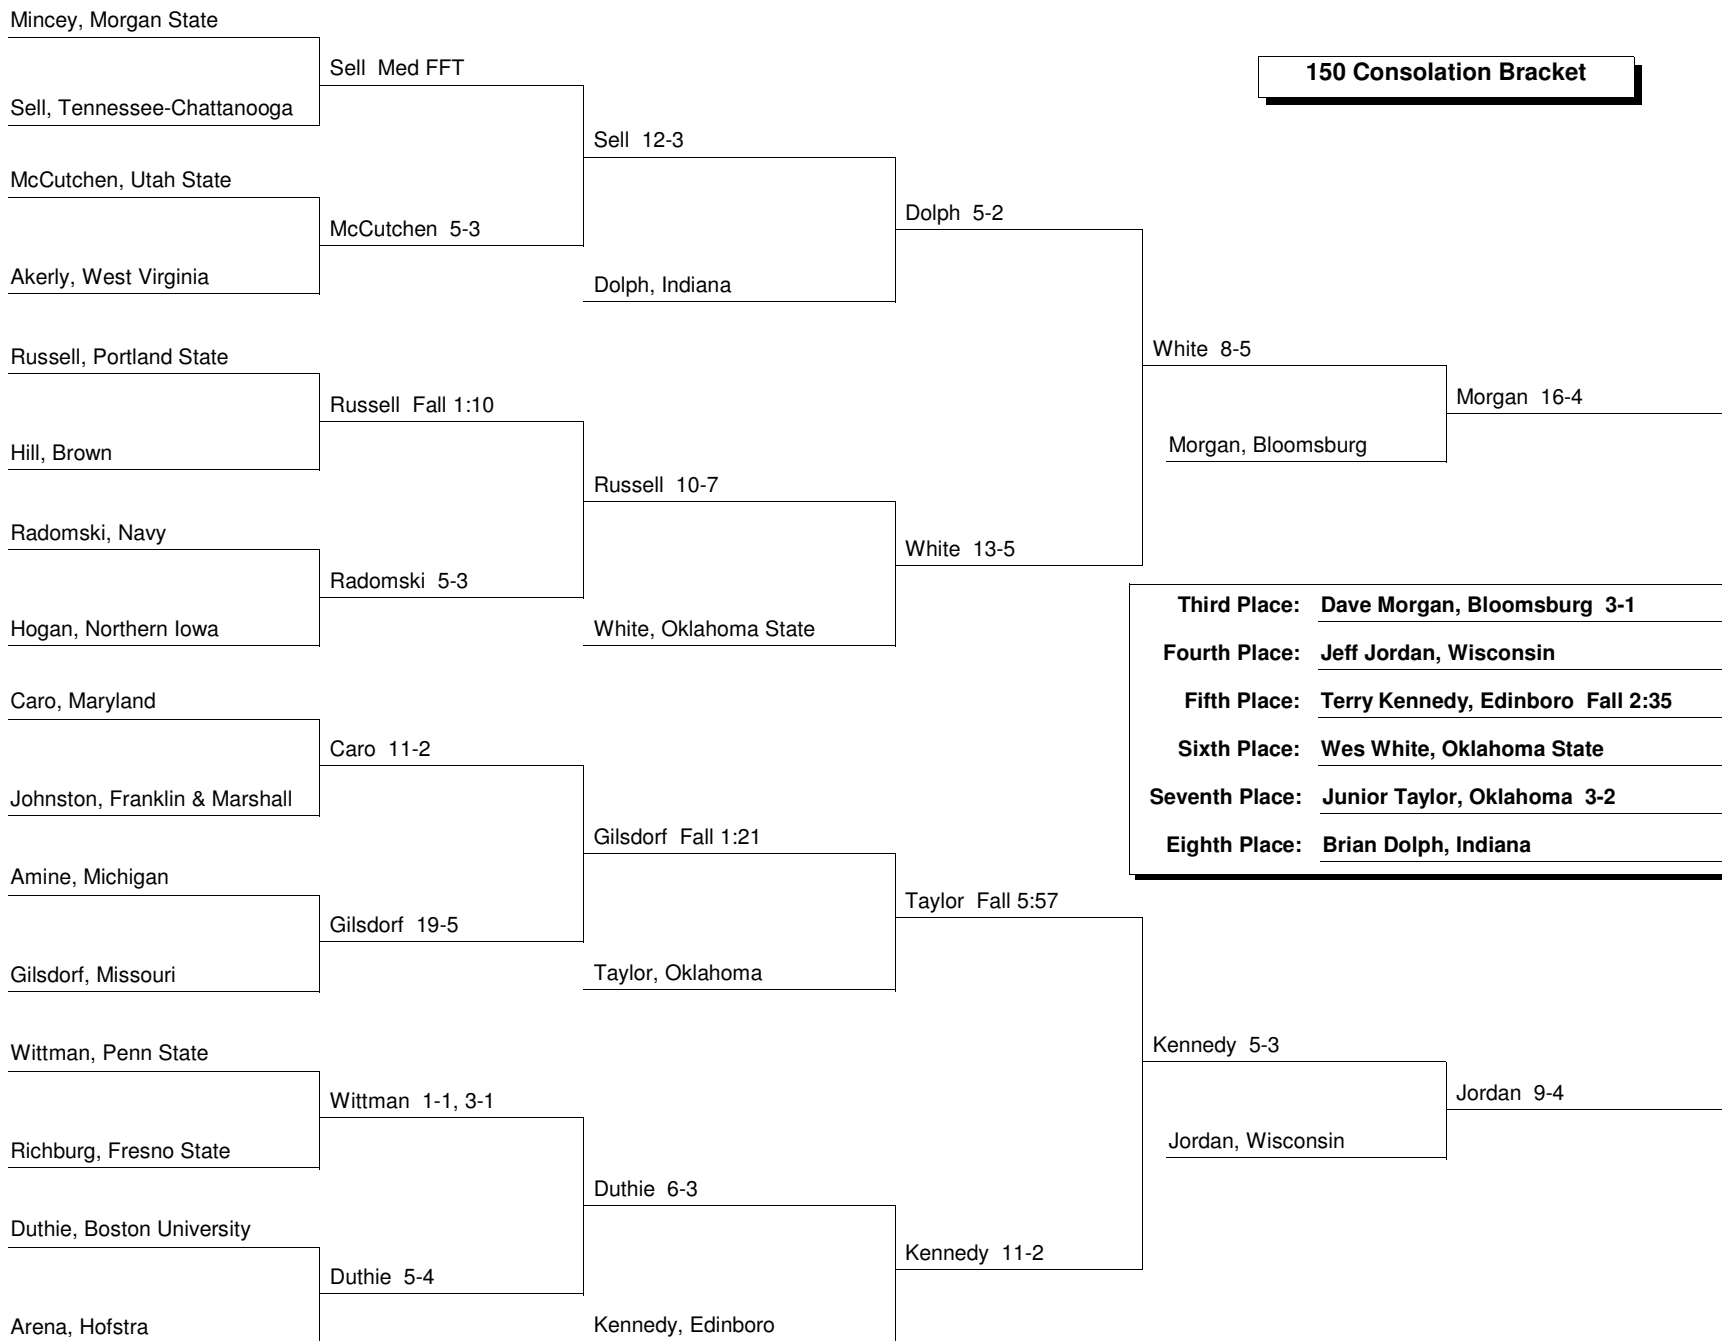 Mincey, Morgan State
Sell, Tennessee-Chattanooga
McCutchen, Utah State
Akerly, West Virginia
Russell, Portland State
Hill, Brown
Radomski, Navy
Hogan, Northern Iowa
Caro, Maryland
Johnston, Franklin & Marshall
Amine, Michigan
Gilsdorf, Missouri
Wittman, Penn State
Richburg, Fresno State
Duthie, Boston University
Arena, Hofstra
Sell  Med FFT
McCutchen  5-3
Russell  Fall 1:10
Radomski  5-3
Caro  11-2
Gilsdorf  19-5
Wittman  1-1, 3-1
Duthie  5-4
Sell  12-3
Dolph, Indiana
Russell  10-7
White, Oklahoma State
Gilsdorf  Fall 1:21
Taylor, Oklahoma
Duthie  6-3
Kennedy, Edinboro
Dolph  5-2
White  13-5
Taylor  Fall 5:57
Kennedy  11-2
White  8-5
Morgan, Bloomsburg
Kennedy  5-3
Jordan, Wisconsin
Morgan  16-4
Jordan  9-4
150 Consolation Bracket
Third Place: Dave Morgan, Bloomsburg  3-1
Fourth Place: Jeff Jordan, Wisconsin
Fifth Place: Terry Kennedy, Edinboro  Fall 2:35
Sixth Place: Wes White, Oklahoma State
Seventh Place: Junior Taylor, Oklahoma  3-2
Eighth Place: Brian Dolph, Indiana